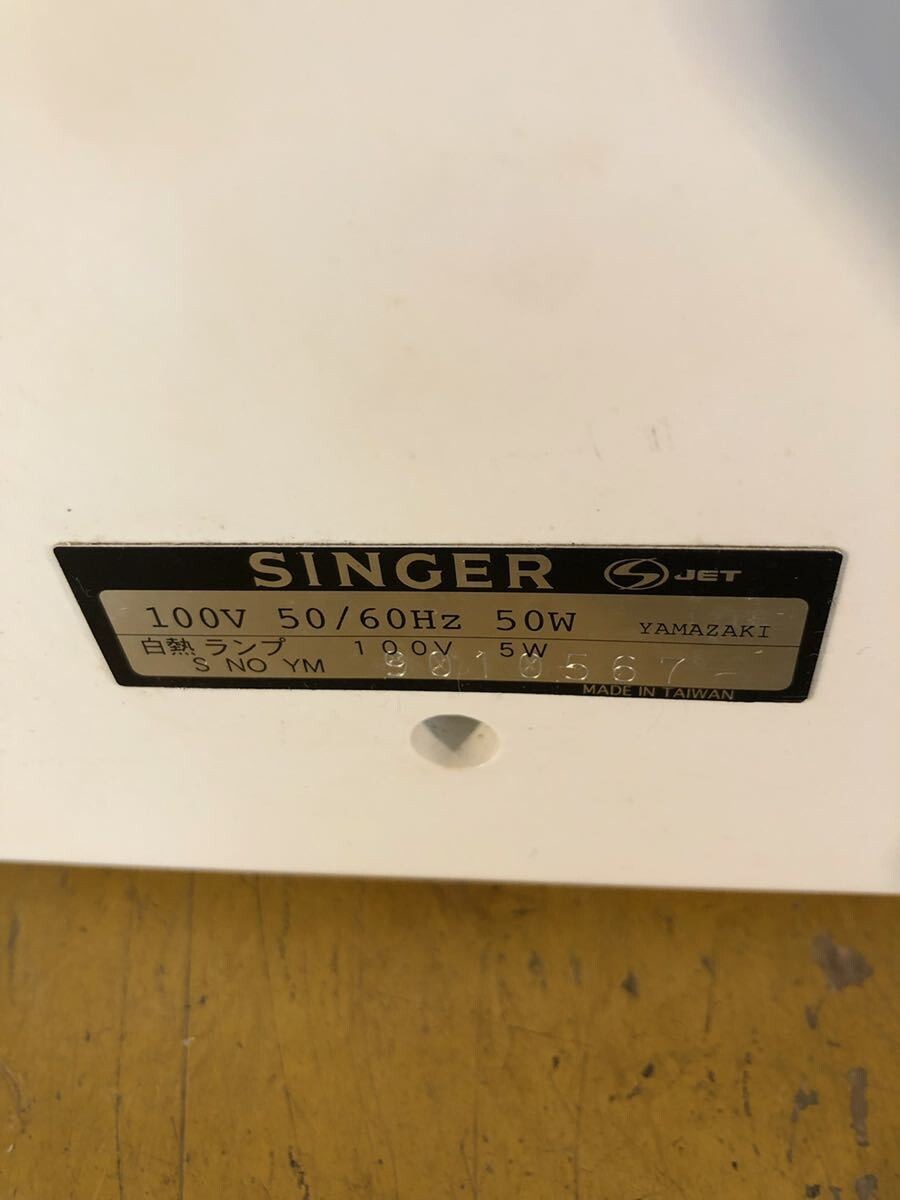 SINGER S JET
100V 50/60Hz 50W YAMAZAKI
白熱ランプ 100V 5W
S NO YM 9010567
MADE IN TAIWAN